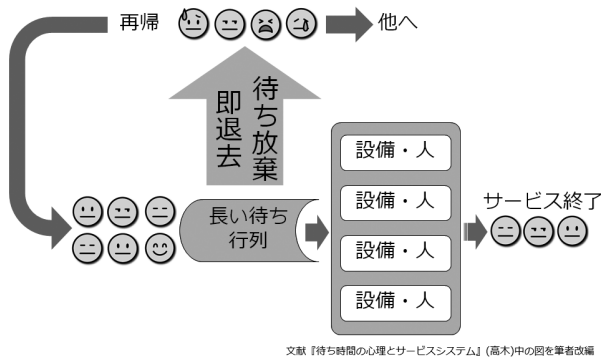 再帰
他へ
待ち放棄
即退去
長い待ち
行列
設備・人
設備・人
設備・人
設備・人
サービス終了
文献『待ち時間の心理とサービスシステム』(高木)中の図を筆者改編